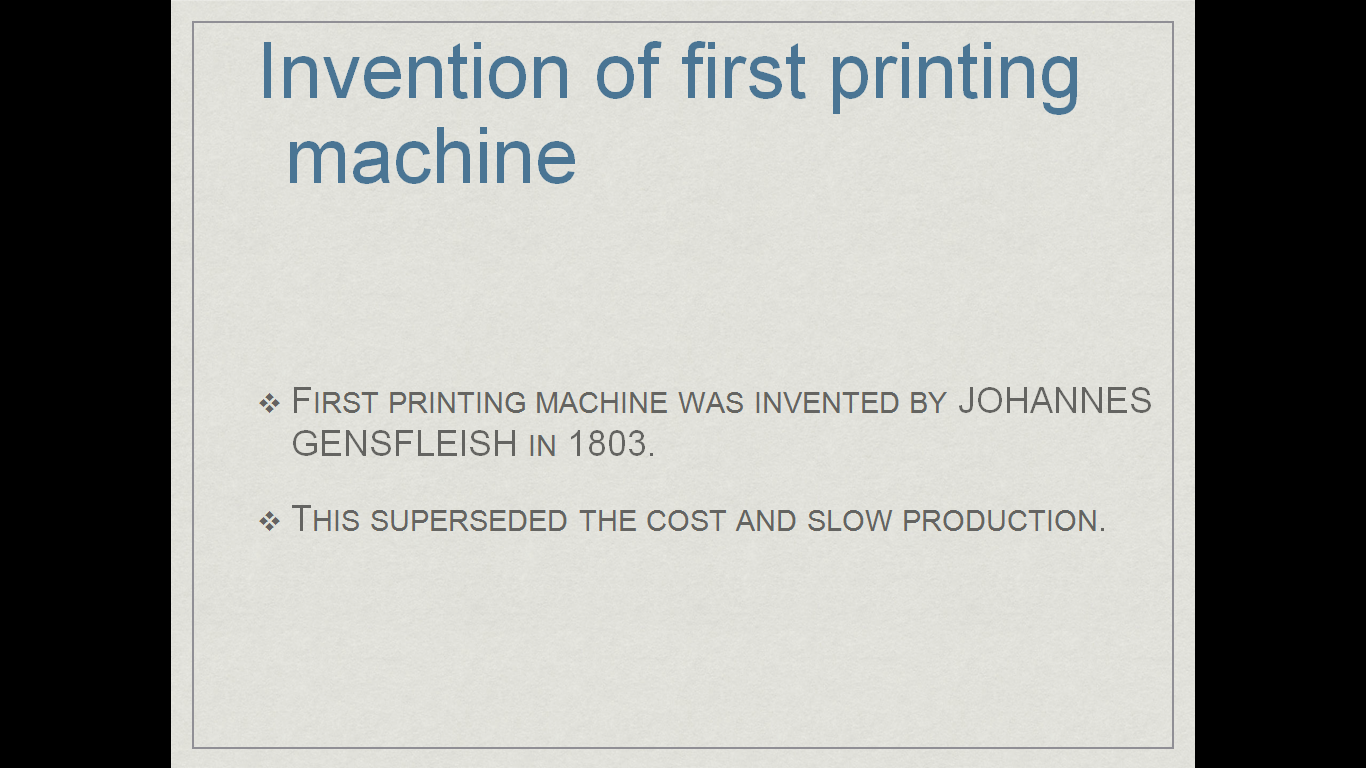 Invention of first printing
machine
❖ FIRST PRINTING MACHINE WAS INVENTED BY JOHANNES
GENSFLEISH IN 1803.
❖ THIS SUPERSEDED THE COST AND SLOW PRODUCTION.